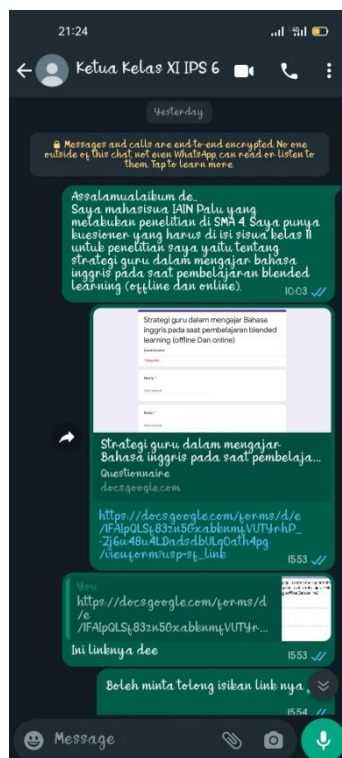 21:24
Ketua Kelas XI IPS 6
Yesterday
Messages and calls are end-to-end encrypted. No one
outside of this chat, not even WhatsApp, can read or listen to
them. Tap to learn more.
Assalamualaikum de..
Saya mahasiswa IAIN Palu yang
melakukan penelitian di SMA 4. Saya punya
kuesioner yang harus di isi siswa kelas 11
untuk penelitian saya yaitu tentang
strategi guru dalam mengajar bahasa
inggris pada saat pembelajaran blended
learning (offline dan online).
10.03
Strategi guru dalam mengajar Bahasa
inggris pada saat pembelajaran blended
learning (offline Dan online)
Questionnaire
Strategi guru dalam mengajar
Bahasa inggris pada saat pembelaja...
Questionnaire
docs.google.com
https://docs.google.com/forms/d/e
/viewform?usp=sf_link
15.53
You
https://docs.google.com/forms/d
/e
Ini linknya dee
15.53
Boleh minta tolong isikan link nya
15.54
Message